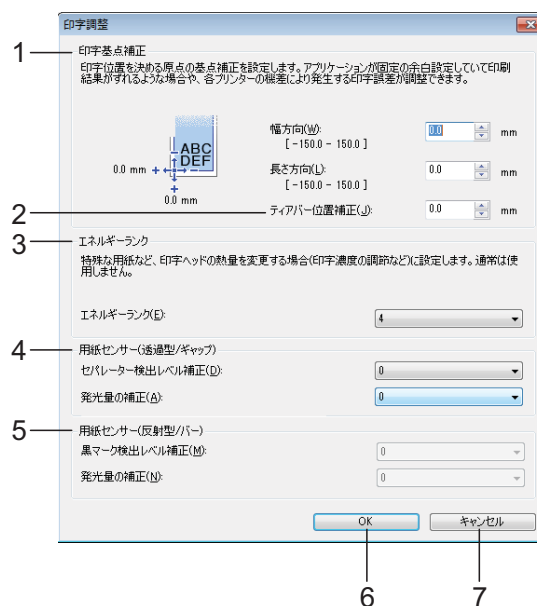 印字調整
1
印字基点補正
印字位置を決める原点の基点補正を設定します。アプリケーションが固定の余白設定していて印刷
結果がずれるような場合や、各プリンターの機差により発生する印字誤差が調整できます。
ABC
DEF
0.0 mm
0.0 mm
幅方向(W):
[ -150.0 - 150.0 ]
0.0
mm
長さ方向(L):
[ -150.0 - 150.0 ]
0.0
mm
2
ティアバー位置補正(J):
0.0
mm
3
エネルギーランク
特殊な用紙など、印字ヘッドの熱量を変更する場合(印字濃度の調節など)に設定します。通常は使
用しません。
エネルギーランク(E):
4
4
用紙センサー(透過型/ギャップ)
セパレーター検出レベル補正(D):
0
発光量の補正(A):
0
5
用紙センサー(反射型/バー)
黒マーク検出レベル補正(M):
0
発光量の補正(N):
0
OK
キャンセル
6
7